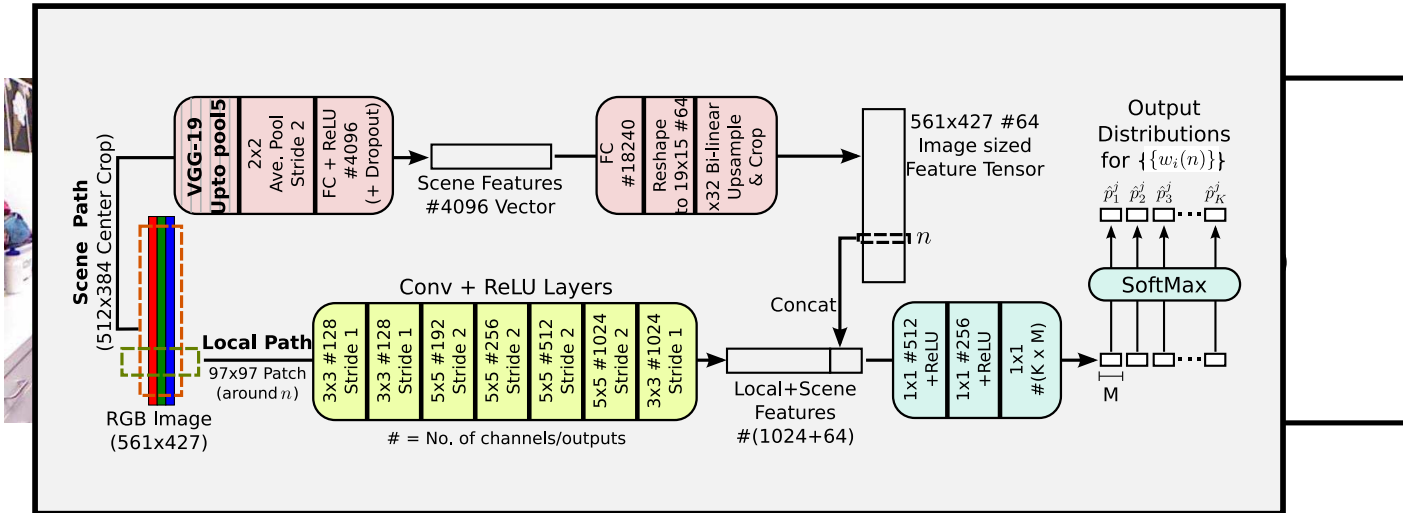 VGG-19
Upto pool5
2x2
Ave. Pool
Stride 2
FC + ReLU
#4096
(+ Dropout)
Scene Features
#4096 Vector
FC
#18240
Reshape
to 19x15 #64
x32 Bi-linear
Upsample
& Crop
561x427 #64
Image sized
Feature Tensor
n
Output
Distributions
for {{w_i(n)}}
p̂_1^j p̂_2^j p̂_3^j ... p̂_K^j
SoftMax
M
Scene Path
(512x384 Center Crop)
RGB Image
(561x427)
Local Path
97x97 Patch
(around n)
Conv + ReLU Layers
3x3 #128
Stride 1
3x3 #128
Stride 1
5x5 #192
Stride 2
5x5 #256
Stride 2
5x5 #512
Stride 2
5x5 #1024
Stride 2
3x3 #1024
Stride 1
# = No. of channels/outputs
Concat
Local+Scene
Features
#(1024+64)
1x1 #512
+ReLU
1x1 #256
+ReLU
1x1
#(K x M)